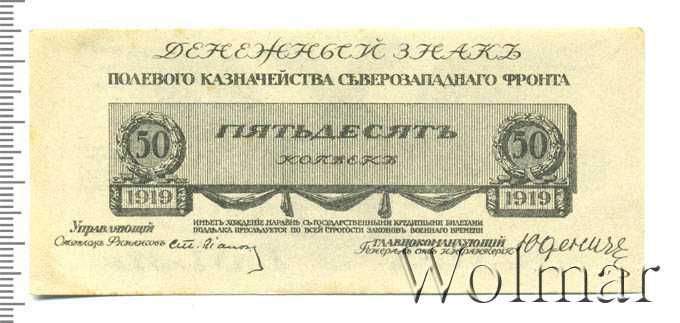 ДЕНЕЖНЫЙ ЗНАКЪ
ПОЛЕВОГО КАЗНАЧЕЙСТВА СѢВЕРОЗАПАДНАГО ФРОНТА
50 ПЯТЬДЕСЯТЪ 50
КОПѢЕКЪ
1919 1919
ИМѢЕТЪ ХОЖДЕНІЕ НАРАВНѢ СЪ ГОСУДАРСТВЕННЫМИ КРЕДИТНЫМИ БИЛЕТАМИ
ПОДДѢЛКА ПРЕСЛѢДУЕТСЯ ПО ВСЕЙ СТРОГОСТИ ЗАКОНОВЪ ВОЕННАГО ВРЕМЕНИ
УПРАВЛЯЮЩІЙ
ГЛАВНОКОМАНДУЮЩІЙ
Генералъ отъ инфантеріи Юденичъ
Wolmar